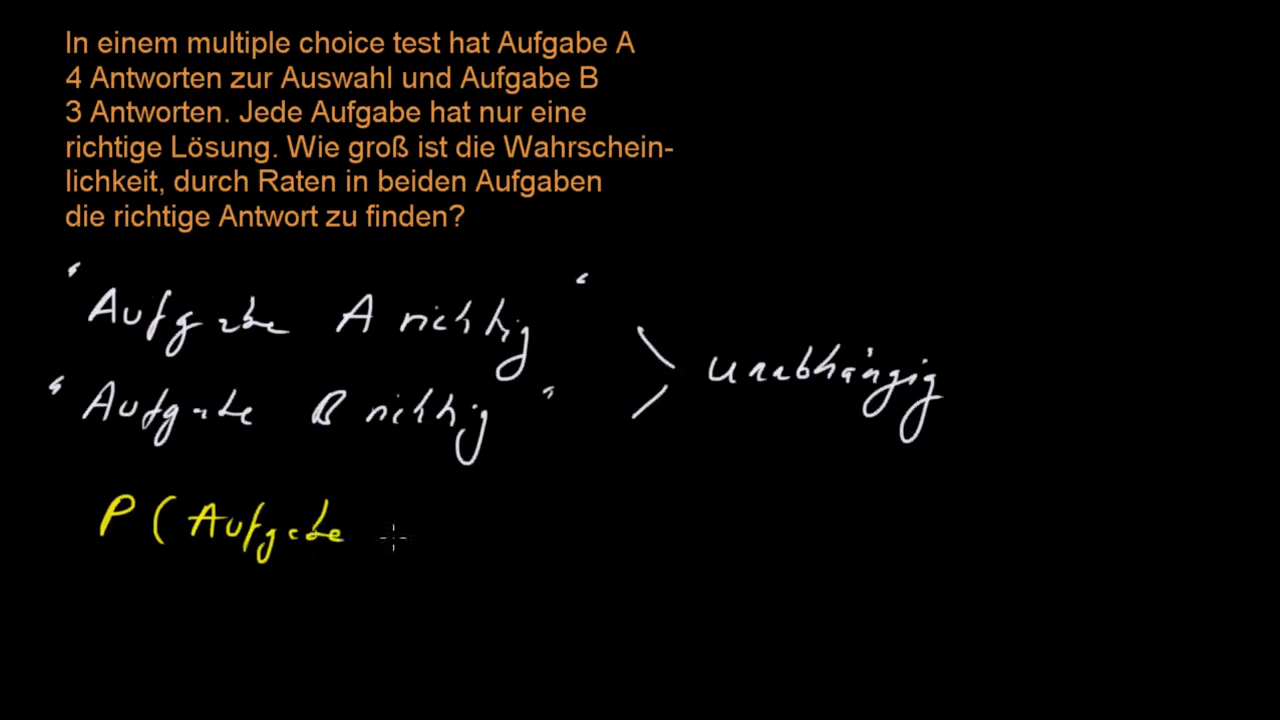 In einem multiple choice test hat Aufgabe A
4 Antworten zur Auswahl und Aufgabe B
3 Antworten. Jede Aufgabe hat nur eine
richtige Lösung. Wie groß ist die Wahrschein-
lichkeit, durch Raten in beiden Aufgaben
die richtige Antwort zu finden?
"Aufgabe A richtig"
"Aufgabe B richtig"
unabhängig
P ( Aufgabe